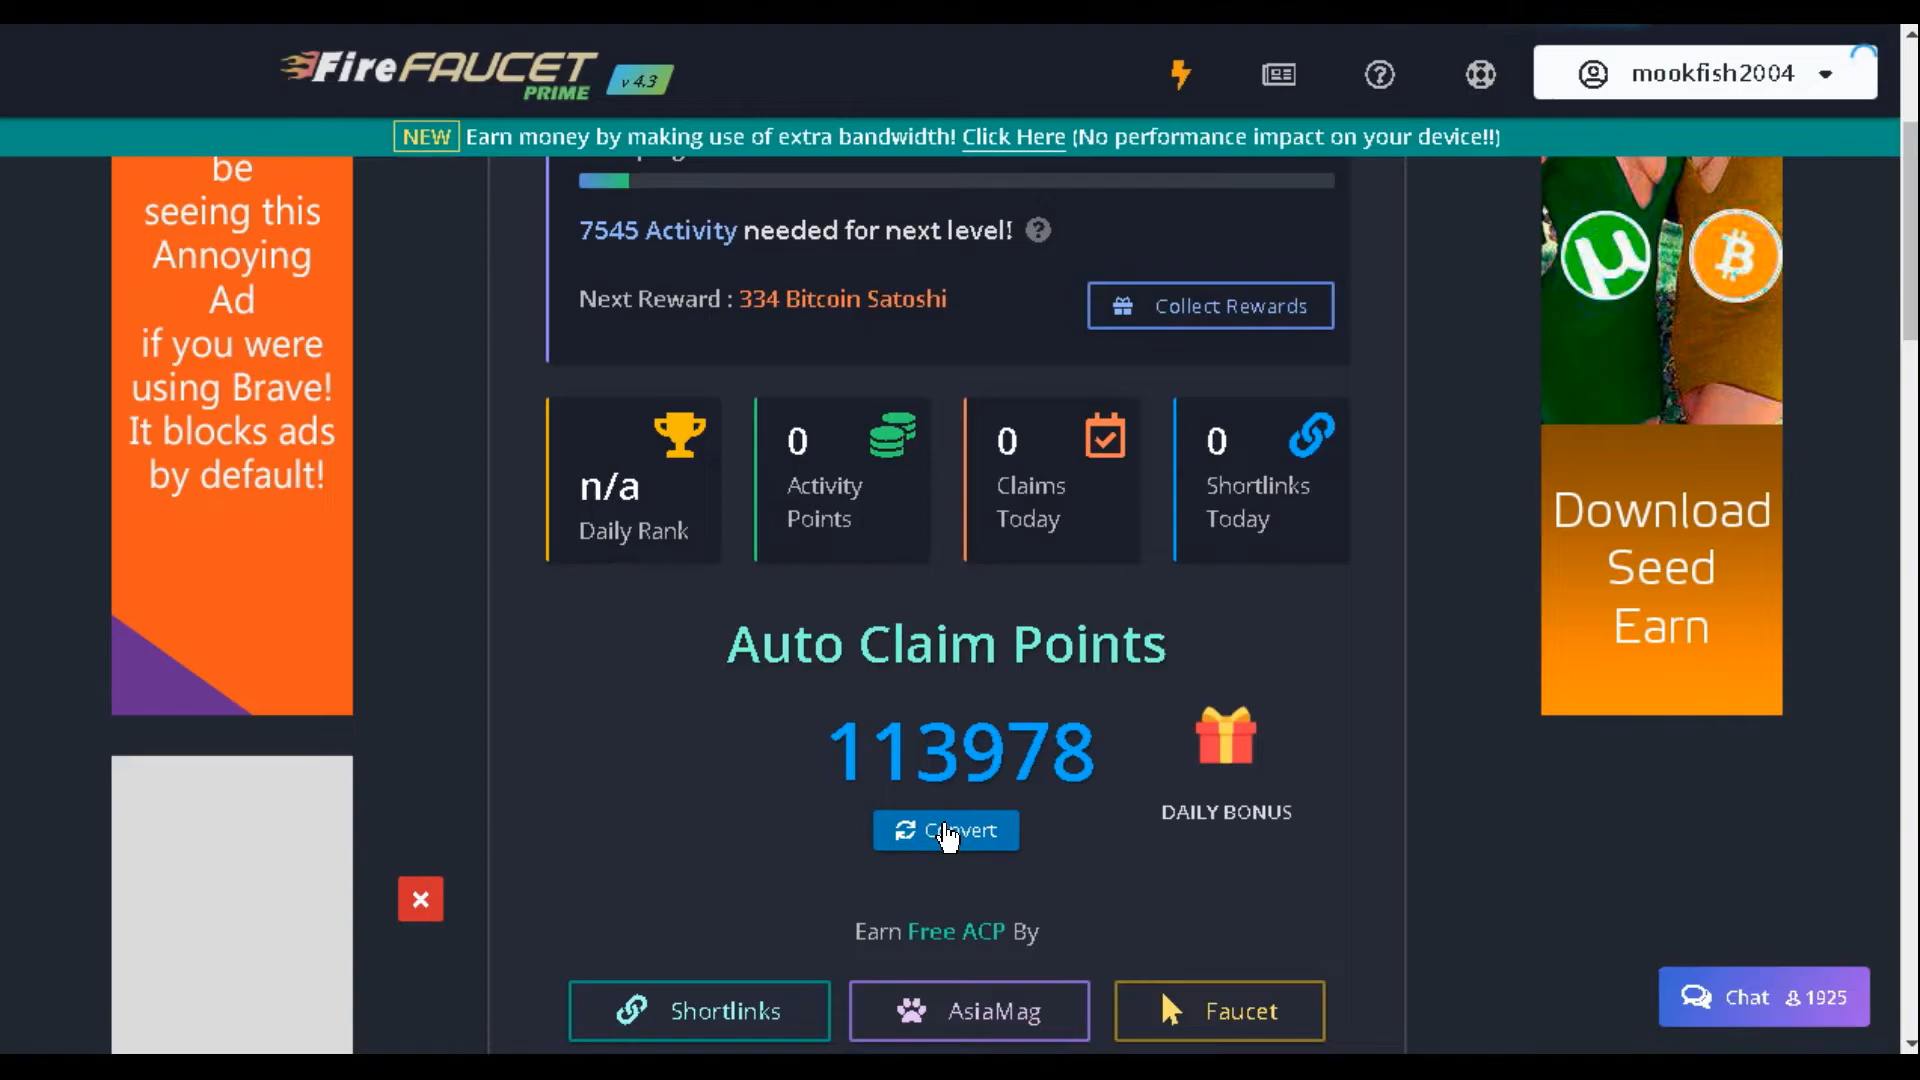 FireFAUCET
PRIME
v 4.3
mookfish2004
NEW Earn money by making use of extra bandwidth! Click Here (No performance impact on your device!!)
be
seeing this
Annoying
Ad
if you were
using Brave!
It blocks ads
by default!
7545 Activity needed for next level!
Next Reward : 334 Bitcoin Satoshi
Collect Rewards
n/a
Daily Rank
0
Activity
Points
0
Claims
Today
0
Shortlinks
Today
Auto Claim Points
113978
Convert
DAILY BONUS
Earn Free ACP By
Shortlinks
AsiaMag
Faucet
Download
Seed
Earn
Chat 1925